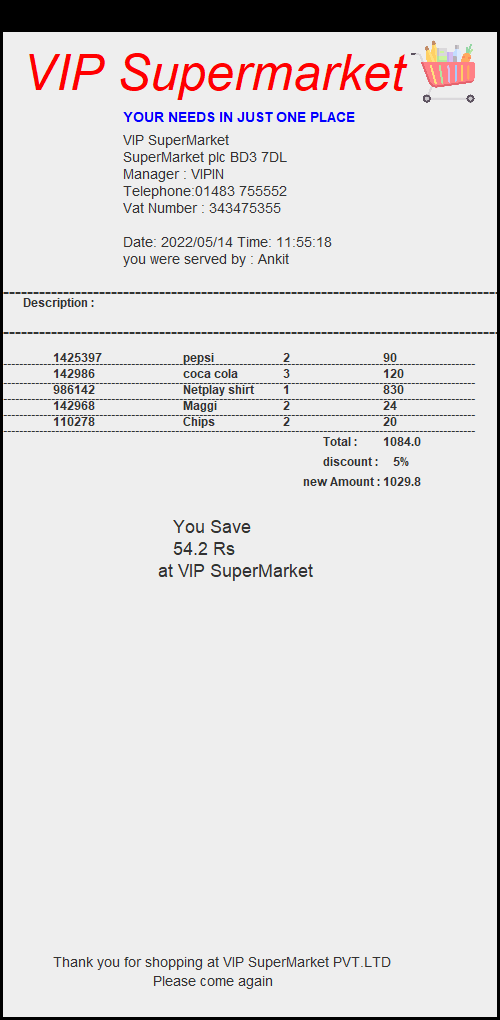 VIP Supermarket
YOUR NEEDS IN JUST ONE PLACE
VIP SuperMarket
SuperMarket plc BD3 7DL
Manager : VIPIN
Telephone:01483 755552
Vat Number : 343475355
Date: 2022/05/14 Time: 11:55:18
you were served by : Ankit
Description :
1425397 pepsi 2 90
142986 coca cola 3 120
986142 Netplay shirt 1 830
142968 Maggi 2 24
110278 Chips 2 20
Total : 1084.0
discount : 5%
new Amount : 1029.8
You Save
54.2 Rs
at VIP SuperMarket
Thank you for shopping at VIP SuperMarket PVT.LTD
Please come again